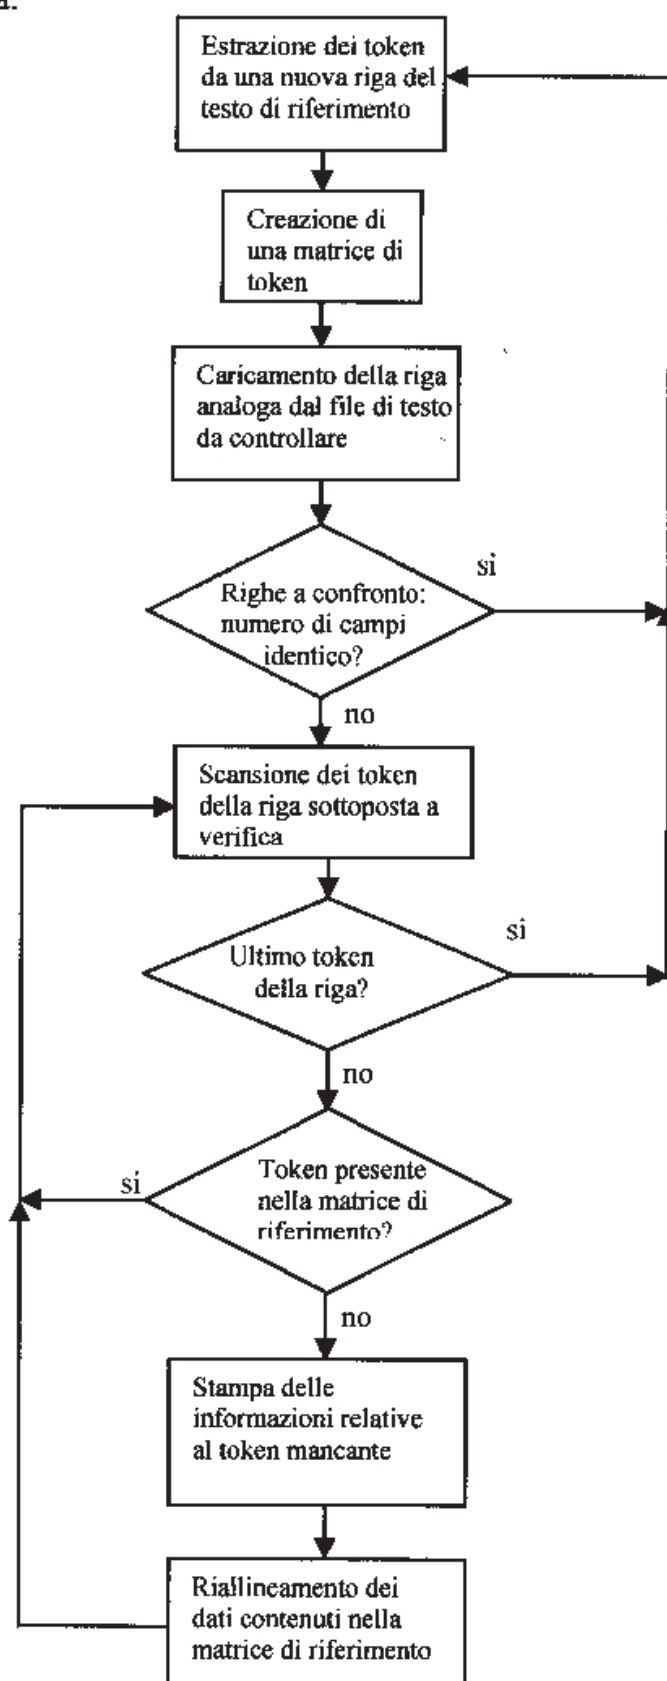 Estrazione dei token
da una nuova riga del
testo di riferimento
Creazione di
una matrice di
token
Caricamento della riga
analoga dal file di testo
da controllare
si
Righe a confronto:
numero di campi
identico?
no
Scansione dei token
della riga sottoposta a
verifica
si
Ultimo token
della riga?
no
si
Token presente
nella matrice di
riferimento?
no
Stampa delle
informazioni relative
al token mancante
Riallineamento dei
dati contenuti nella
matrice di riferimento